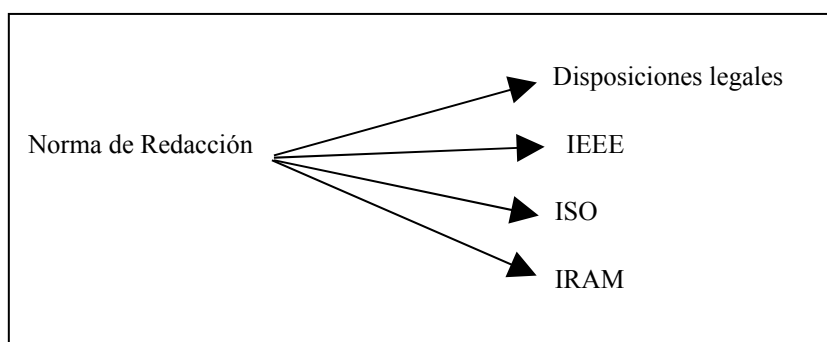 Disposiciones legales
Norma de Redacción
IEEE
ISO
IRAM